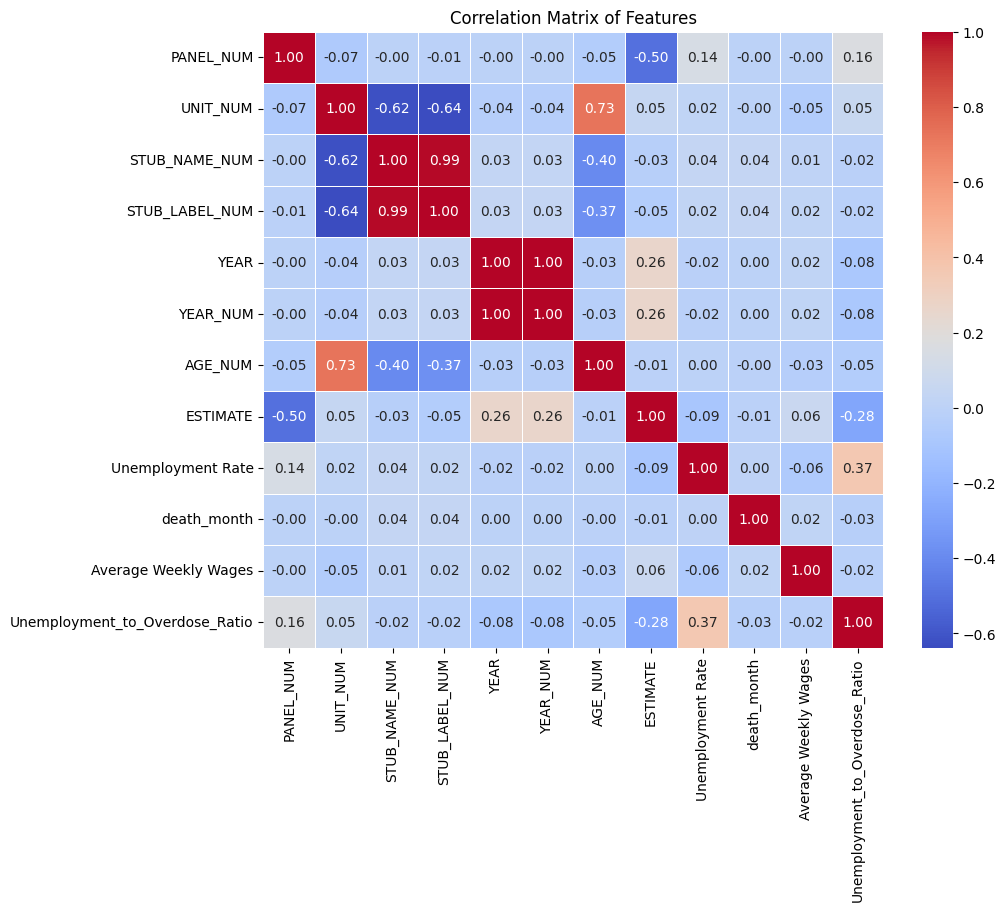 Correlation Matrix of Features
PANEL_NUM 1.00 -0.07 -0.00 -0.01 -0.00 -0.00 -0.05 -0.50 0.14 -0.00 -0.00 0.16
UNIT_NUM -0.07 1.00 -0.62 -0.64 -0.04 -0.04 0.73 0.05 0.02 -0.00 -0.05 0.05
STUB_NAME_NUM -0.00 -0.62 1.00 0.99 0.03 0.03 -0.40 -0.03 0.04 0.04 0.01 -0.02
STUB_LABEL_NUM -0.01 -0.64 0.99 1.00 0.03 0.03 -0.37 -0.05 0.02 0.04 0.02 -0.02
YEAR -0.00 -0.04 0.03 0.03 1.00 1.00 -0.03 0.26 -0.02 0.00 0.02 -0.08
YEAR_NUM -0.00 -0.04 0.03 0.03 1.00 1.00 -0.03 0.26 -0.02 0.00 0.02 -0.08
AGE_NUM -0.05 0.73 -0.40 -0.37 -0.03 -0.03 1.00 -0.01 0.00 -0.00 -0.03 -0.05
ESTIMATE -0.50 0.05 -0.03 -0.05 0.26 0.26 -0.01 1.00 -0.09 -0.01 0.06 -0.28
Unemployment Rate 0.14 0.02 0.04 0.02 -0.02 -0.02 0.00 -0.09 1.00 0.00 -0.06 0.37
death_month -0.00 -0.00 0.04 0.04 0.00 0.00 -0.00 -0.01 0.00 1.00 0.02 -0.03
Average Weekly Wages -0.00 -0.05 0.01 0.02 0.02 0.02 -0.03 0.06 -0.06 0.02 1.00 -0.02
Unemployment_to_Overdose_Ratio 0.16 0.05 -0.02 -0.02 -0.08 -0.08 -0.05 -0.28 0.37 -0.03 -0.02 1.00
PANEL_NUM
UNIT_NUM
STUB_NAME_NUM
STUB_LABEL_NUM
YEAR
YEAR_NUM
AGE_NUM
ESTIMATE
Unemployment Rate
death_month
Average Weekly Wages
Unemployment_to_Overdose_Ratio
1.0
0.8
0.6
0.4
0.2
0.0
−0.2
−0.4
−0.6